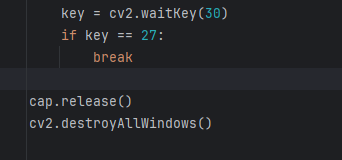 key = cv2.waitKey(30)
if key == 27:
break
cap.release()
cv2.destroyAllWindows()